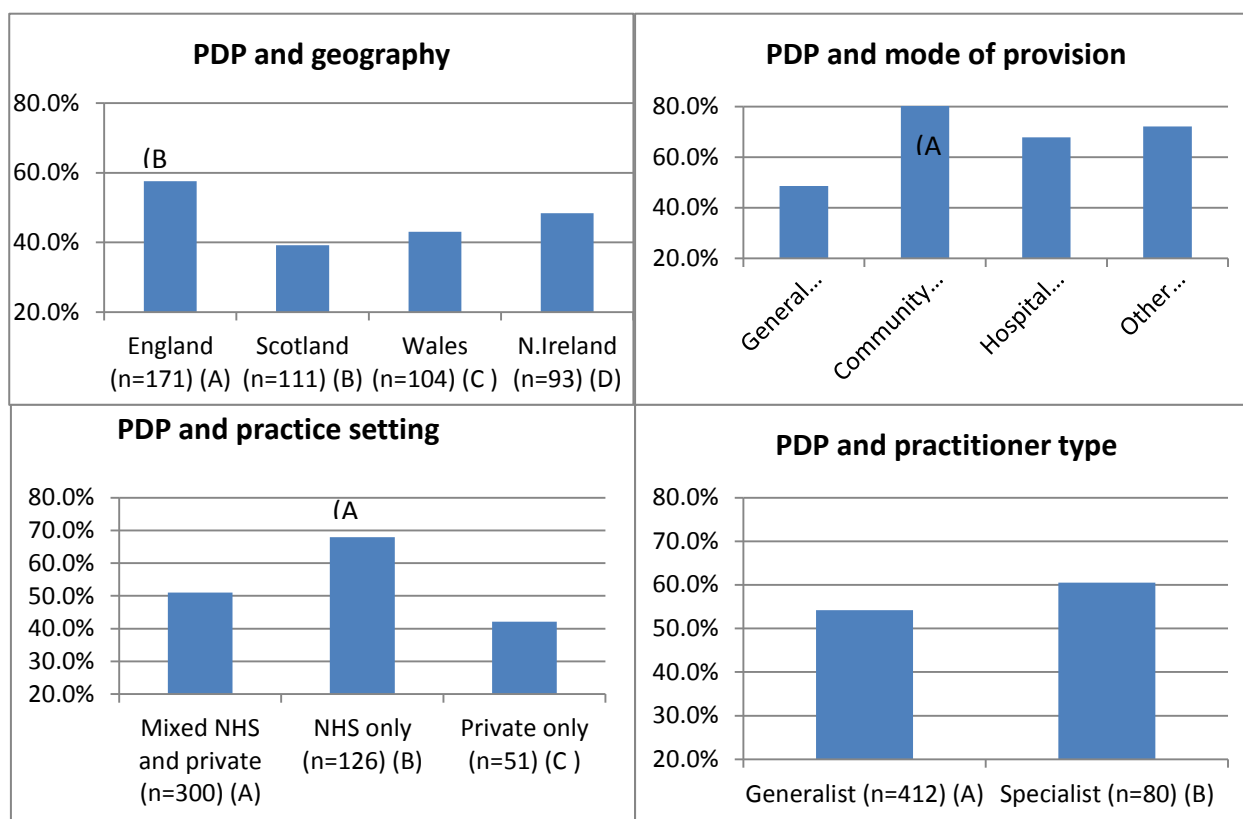 PDP and geography
80.0%
60.0%
40.0%
20.0%
(B
England
(n=171) (A)
Scotland
(n=111) (B)
Wales
(n=104) (C )
N.Ireland
(n=93) (D)
PDP and mode of provision
80.0%
60.0%
40.0%
20.0%
(A
General...
Community...
Hospital...
Other...
PDP and practice setting
80.0%
70.0%
60.0%
50.0%
40.0%
30.0%
20.0%
(A
Mixed NHS
and private
(n=300) (A)
NHS only
(n=126) (B)
Private only
(n=51) (C )
PDP and practitioner type
80.0%
70.0%
60.0%
50.0%
40.0%
30.0%
20.0%
Generalist (n=412) (A)
Specialist (n=80) (B)